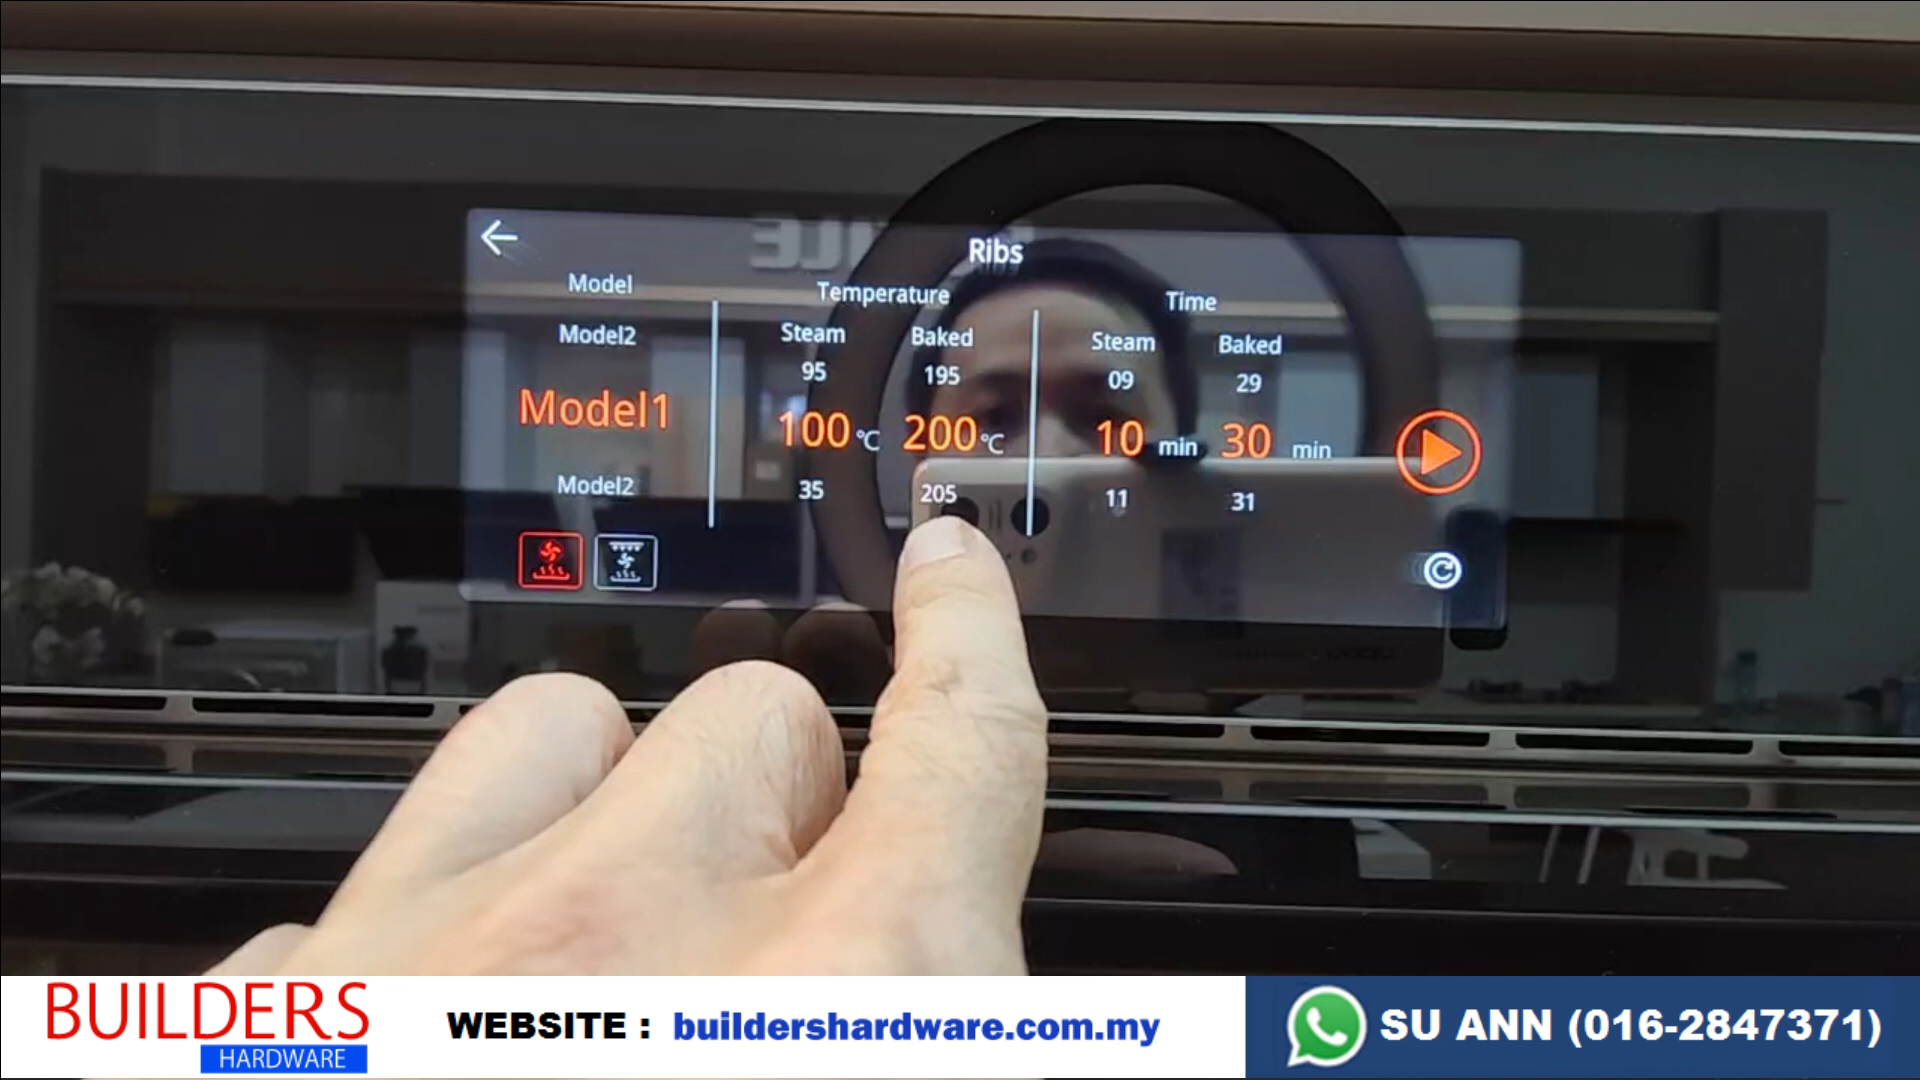 Ribs
Model Temperature Time
Model2 Steam Baked Steam Baked
95 195 09 29
Model1 100 °C 200 °C 10 min 30 min
Model2 35 205 11 31
BUILDERS
HARDWARE
WEBSITE : buildershardware.com.my
SU ANN (016-2847371)